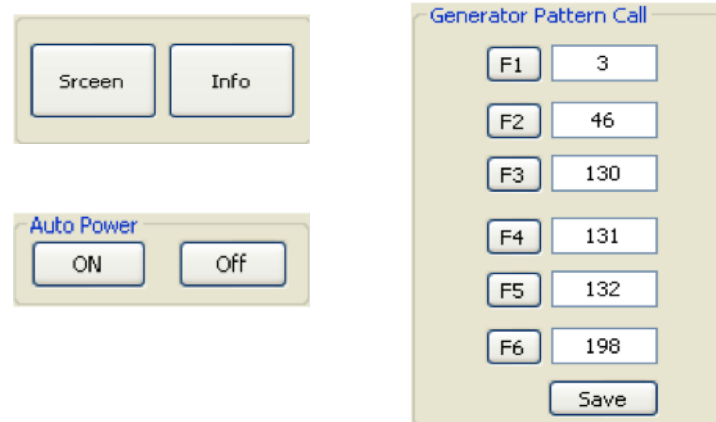 Srceen Info
Auto Power
ON Off
Generator Pattern Call
F1 3
F2 46
F3 130
F4 131
F5 132
F6 198
Save